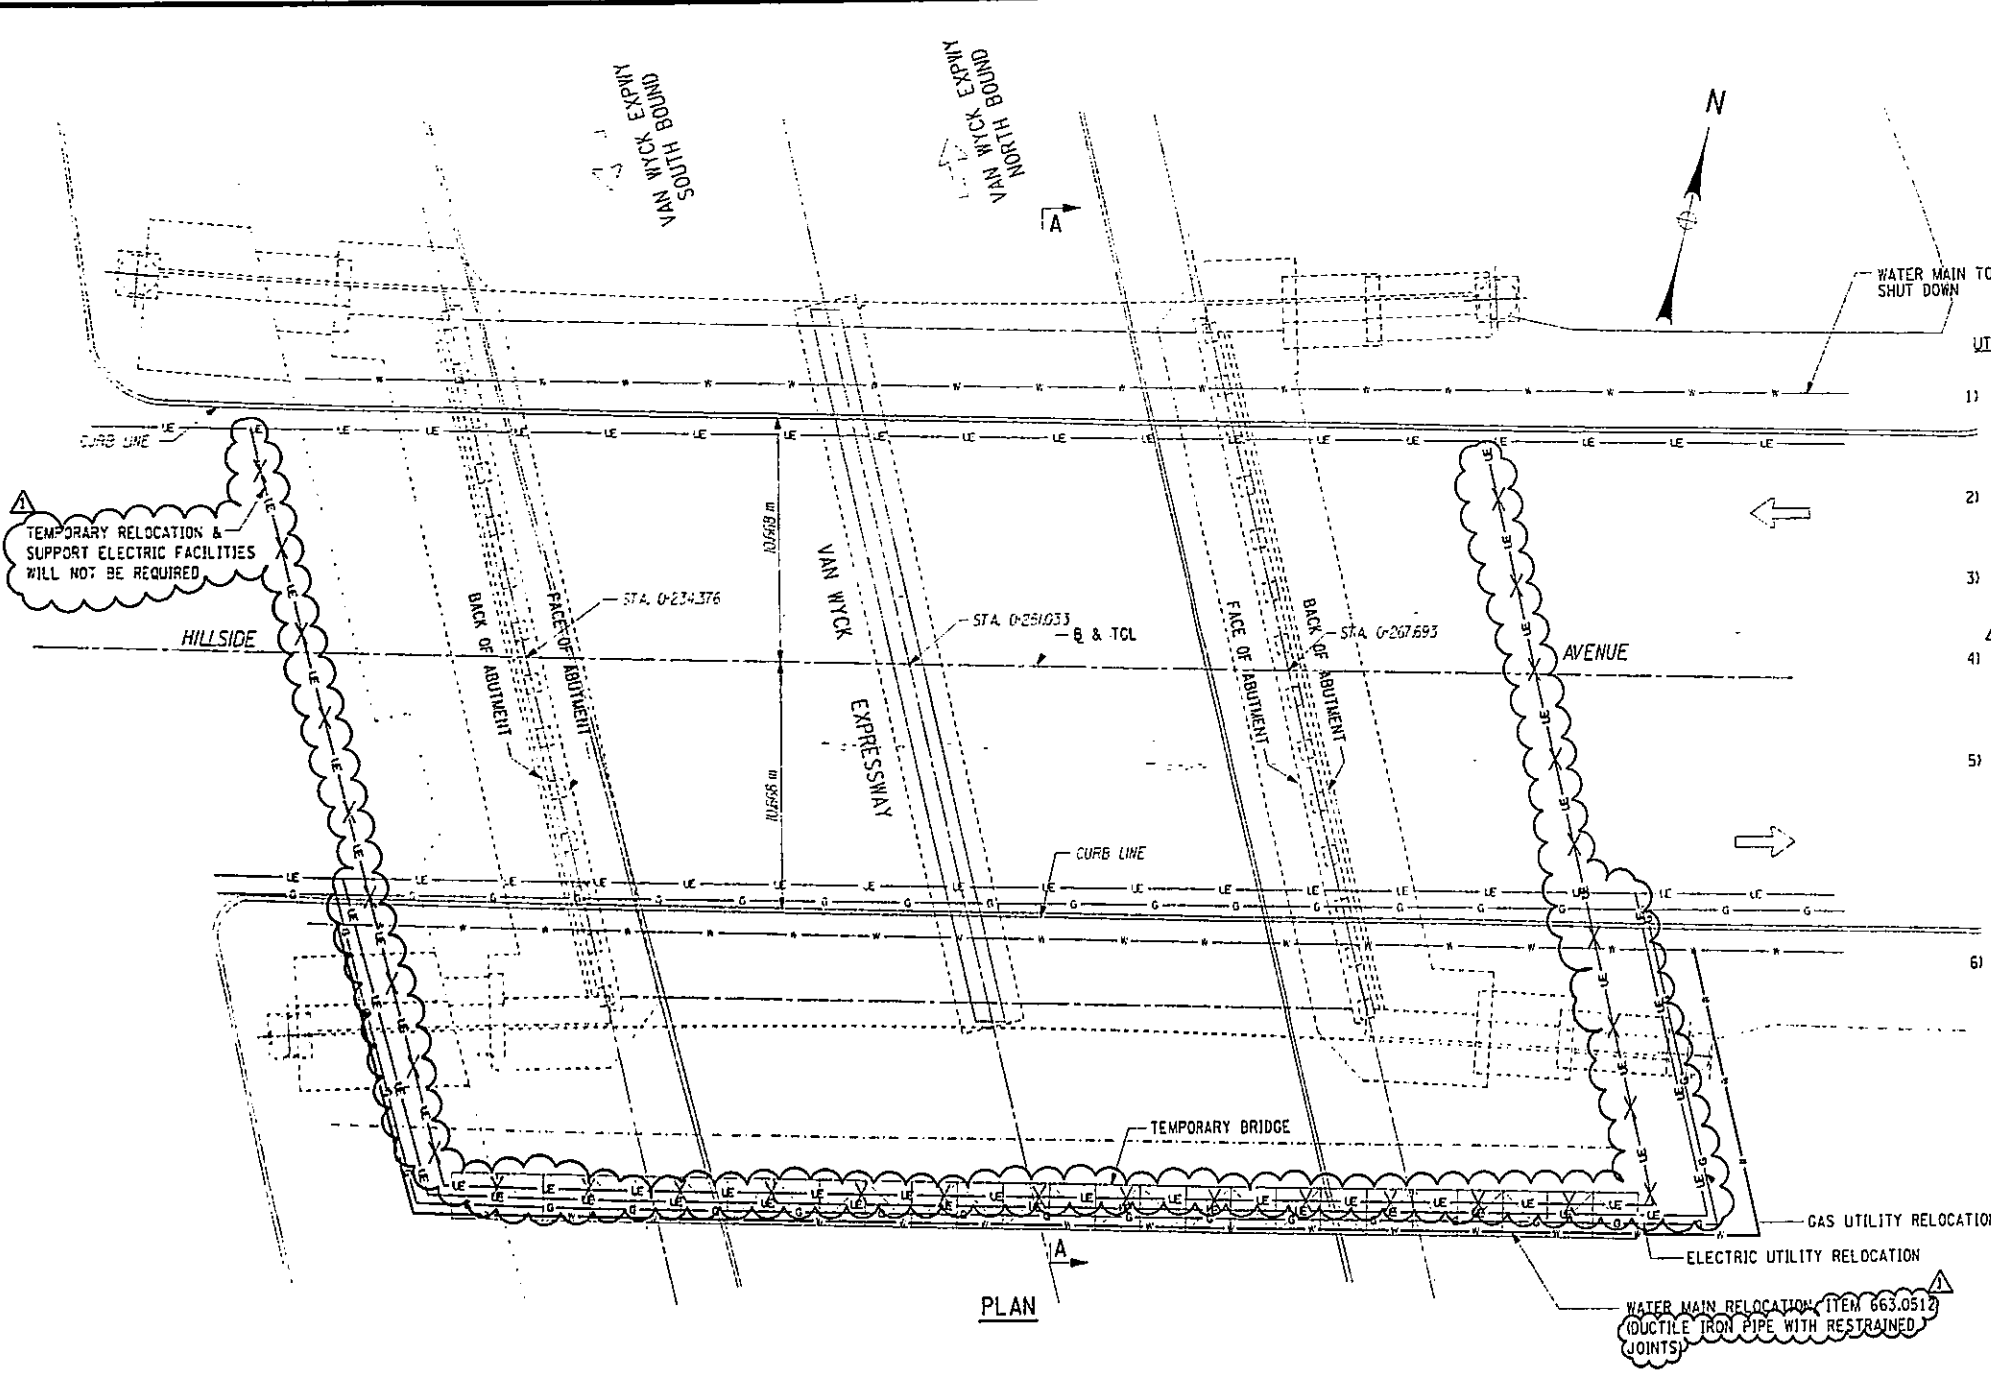 VAN WYCK EXPWY
SOUTH BOUND
VAN WYCK EXPWY
NORTH BOUND
N
A
WATER MAIN TO
SHUT DOWN
UT
1)
2)
3)
4)
5)
6)
CURB LINE
1
TEMPORARY RELOCATION &
SUPPORT ELECTRIC FACILITIES
WILL NOT BE REQUIRED
HILLSIDE
AVENUE
BACK OF ABUTMENT
FACE OF ABUTMENT
STA. 0+234.376
10.668 m
VAN WYCK
EXPRESSWAY
& TCL
FACE OF ABUTMENT
BACK OF ABUTMENT
STA. 0+267.693
10.668 m
CURB LINE
TEMPORARY BRIDGE
A
GAS UTILITY RELOCATION
ELECTRIC UTILITY RELOCATION
1
WATER MAIN RELOCATION (ITEM 663.0512
(DUCTILE IRON PIPE WITH RESTRAINED
JOINTS)
PLAN